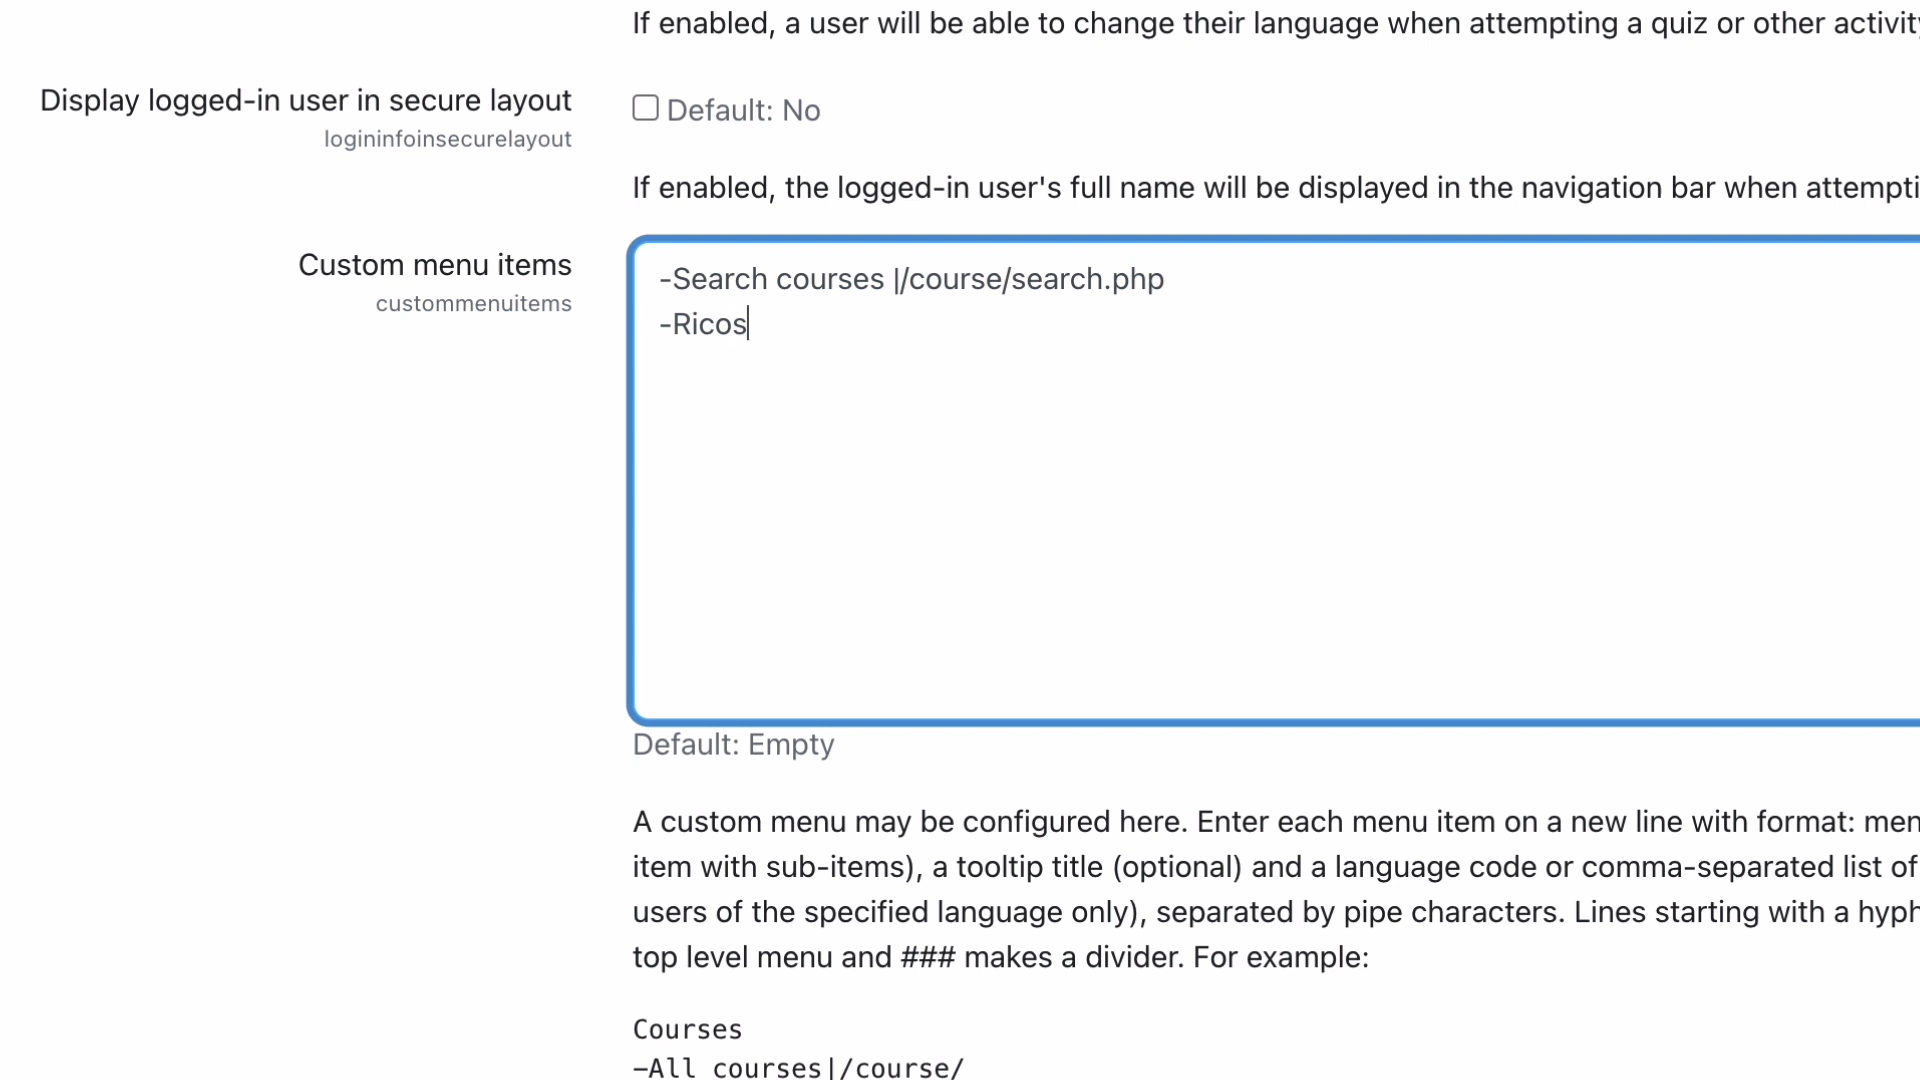 If enabled, a user will be able to change their language when attempting a quiz or other activity
Display logged-in user in secure layout
Default: No
logininfoinsecurelayout
If enabled, the logged-in user's full name will be displayed in the navigation bar when attempti
Custom menu items
custommenuitems
-Search courses |/course/search.php
-Ricos
Default: Empty
A custom menu may be configured here. Enter each menu item on a new line with format: men
item with sub-items), a tooltip title (optional) and a language code or comma-separated list of
users of the specified language only), separated by pipe characters. Lines starting with a hyph
top level menu and ### makes a divider. For example:
Courses
-All courses|/course/